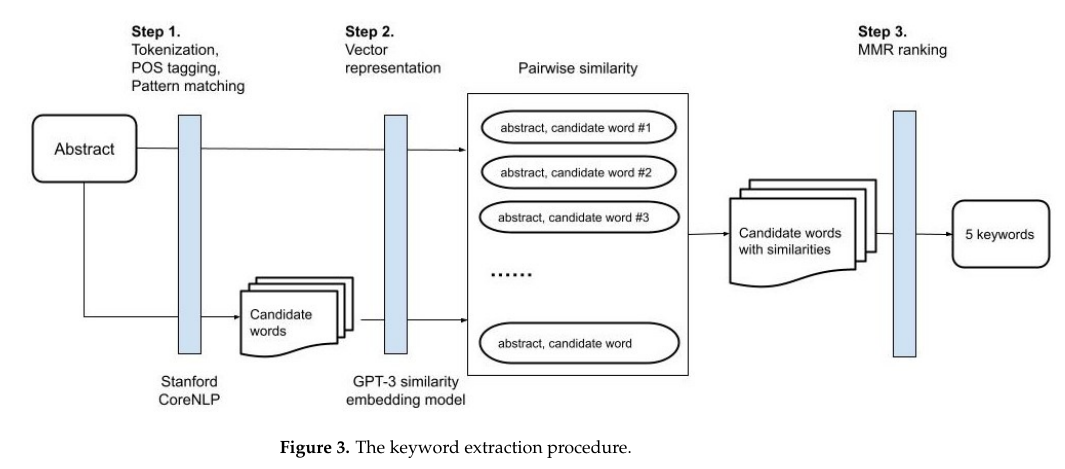 Step 1.
Tokenization,
POS tagging,
Pattern matching
Step 2.
Vector
representation
Step 3.
MMR ranking
Pairwise similarity
Abstract
abstract, candidate word #1
abstract, candidate word #2
abstract, candidate word #3
......
abstract, candidate word
Candidate
words
Candidate words
with similarities
5 keywords
Stanford
CoreNLP
GPT-3 similarity
embedding model
Figure 3. The keyword extraction procedure.